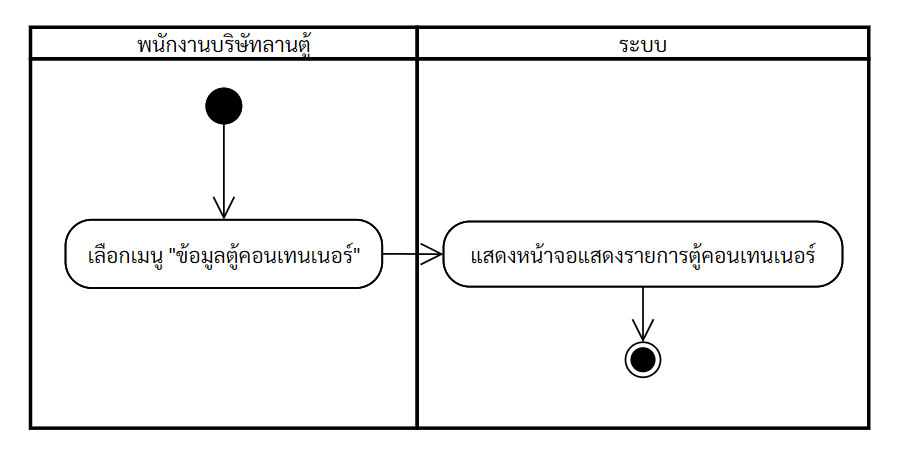 พนักงานบริษัทลานตู้
ระบบ
เลือกเมนู "ข้อมูลตู้คอนเทนเนอร์"
แสดงหน้าจอแสดงรายการตู้คอนเทนเนอร์